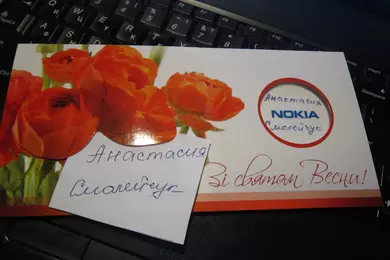 Анастасия
NOKIA
Смолейчук
Анастасия
Смолейчук
Зі святом Весни!